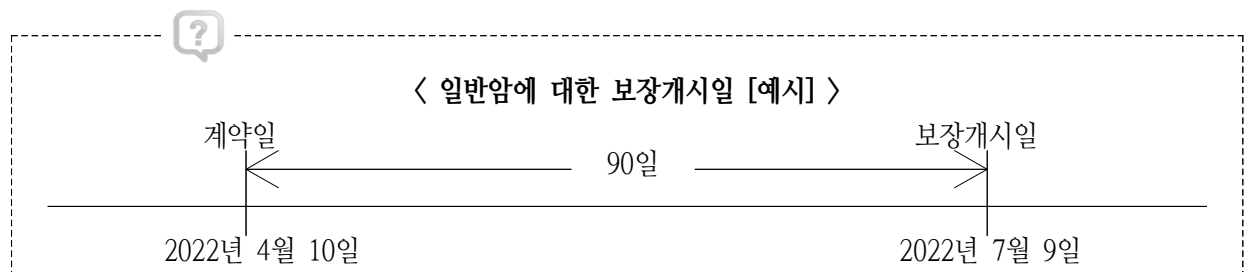 ?
< 일반암에 대한 보장개시일 [예시] >
계약일 보장개시일
90일
2022년 4월 10일 2022년 7월 9일